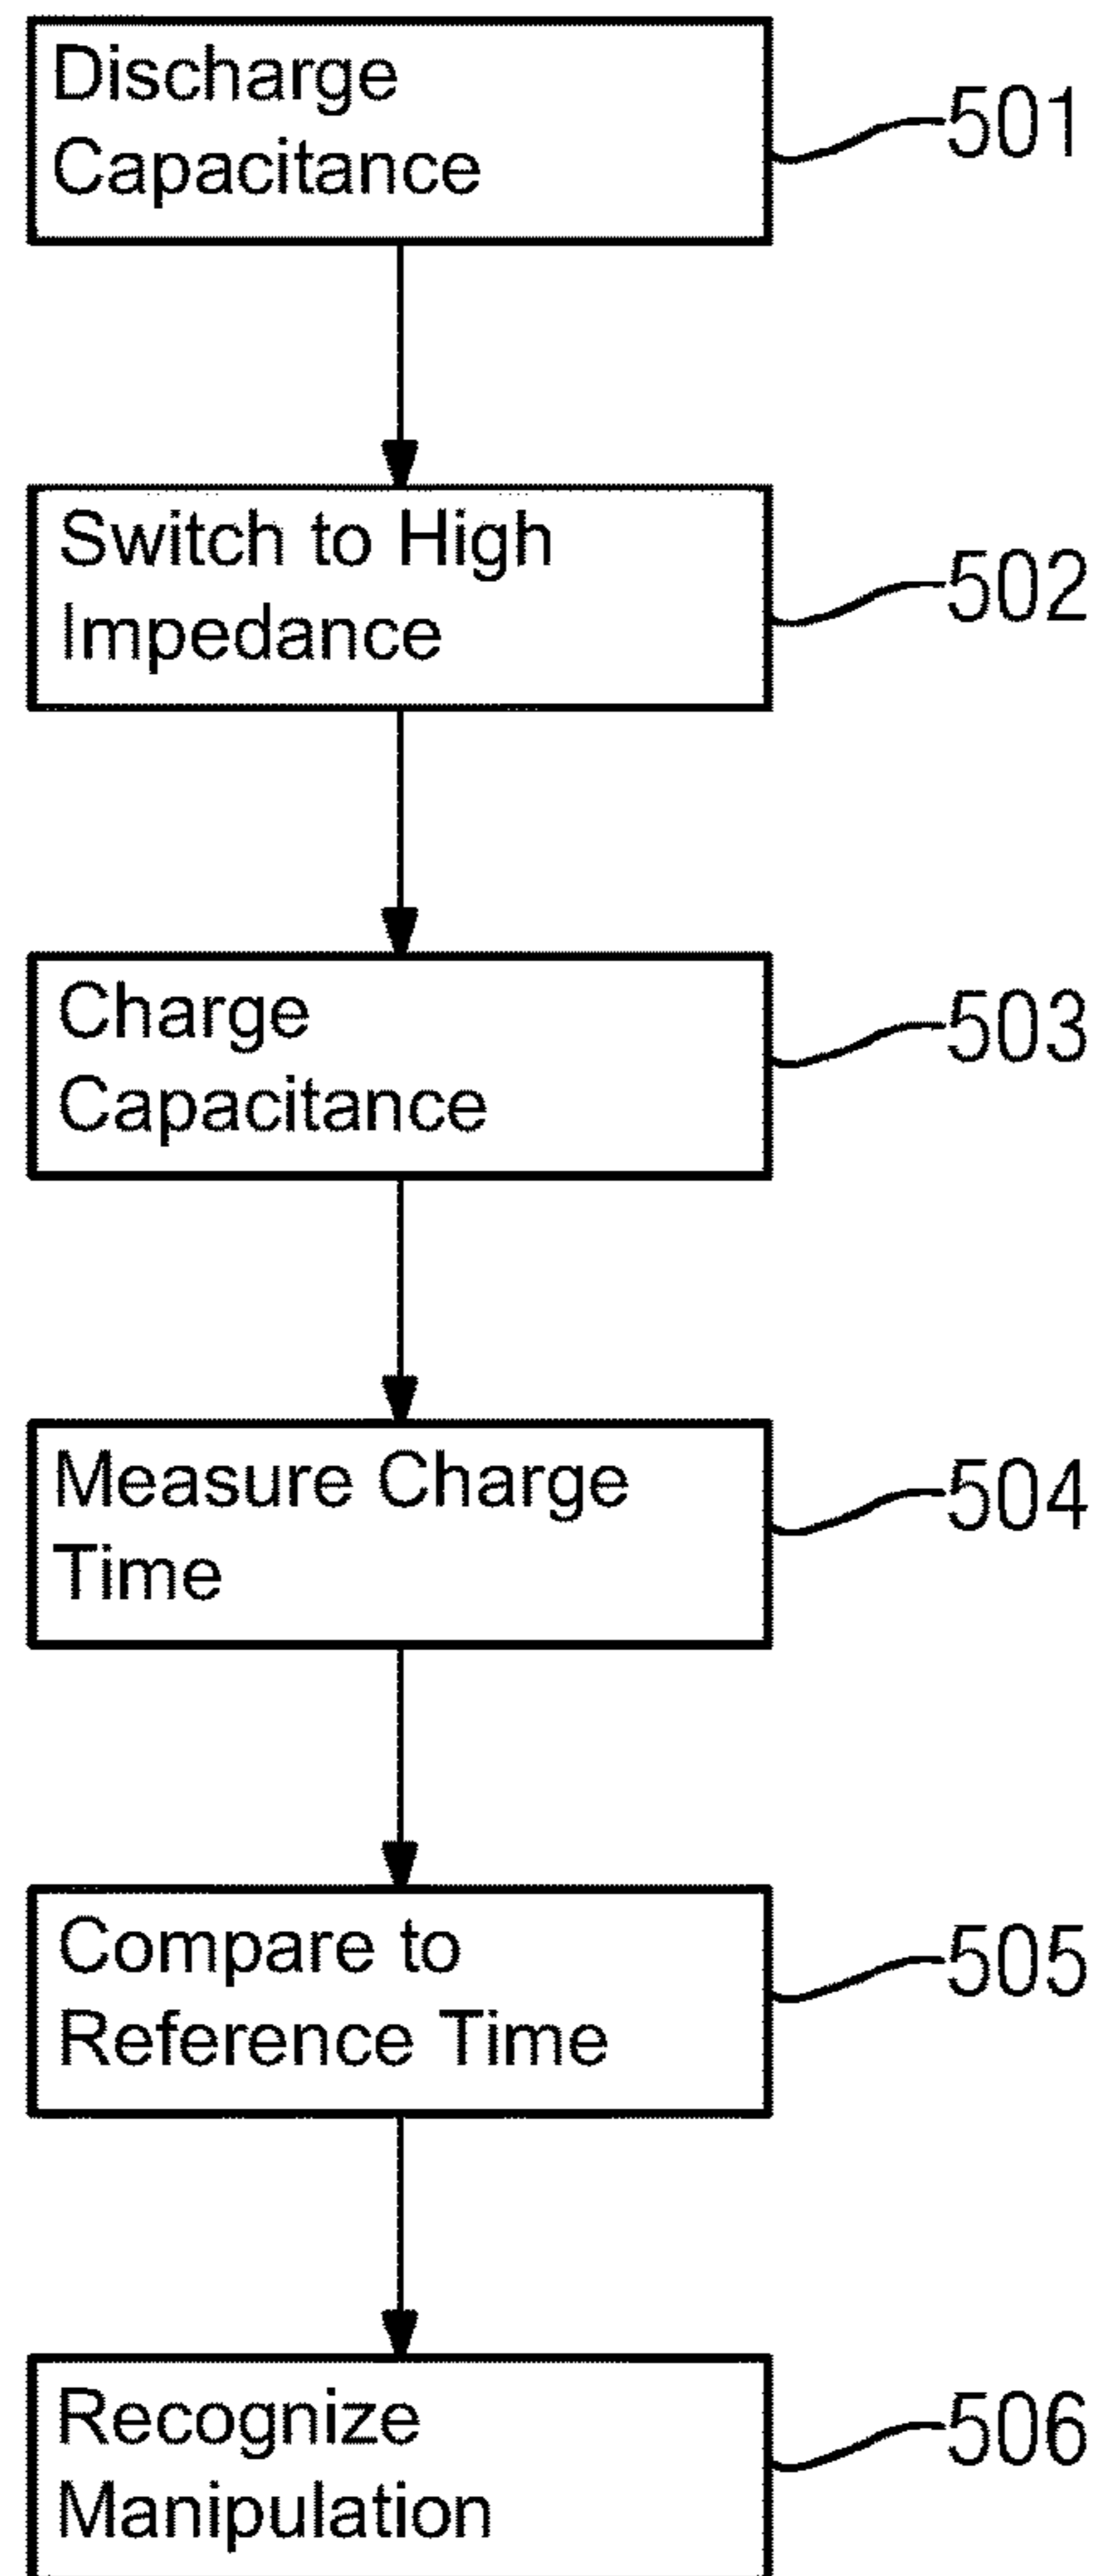 Discharge
Capacitance
501
Switch to High
Impedance
502
Charge
Capacitance
503
Measure Charge
Time
504
Compare to
Reference Time
505
Recognize
Manipulation
506